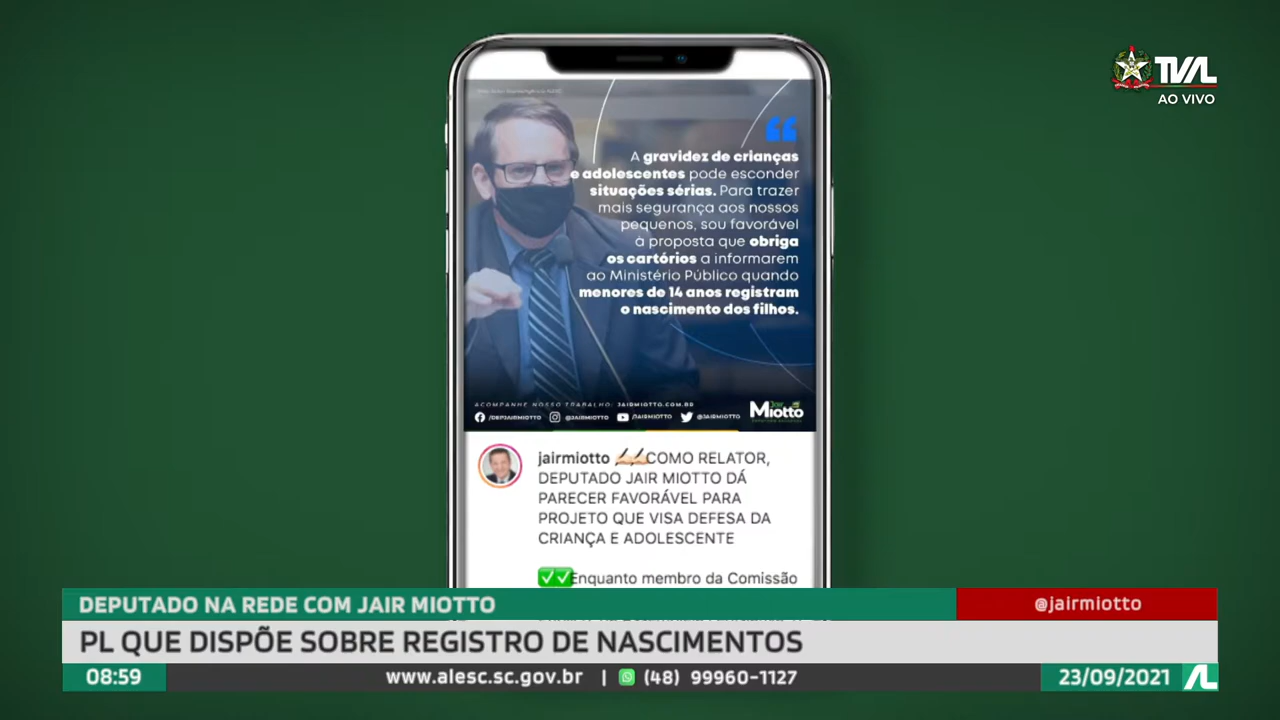 TVAL
AO VIVO
A gravidez de crianças
e adolescentes pode esconder
situações sérias. Para trazer
mais segurança aos nossos
pequenos, sou favorável
à proposta que obriga
os cartórios a informarem
ao Ministério Público quando
menores de 14 anos registram
o nascimento dos filhos.
ACOMPANHE NOSSO TRABALHO: JAIRMIOTTO.COM.BR
/DEPJAIRMIOTTO @JAIRMIOTTO /JAIRMIOTTO @JAIRMIOTTO
Jair
Miotto
jairmiotto ✍🏻✍🏻COMO RELATOR,
DEPUTADO JAIR MIOTTO DÁ
PARECER FAVORÁVEL PARA
PROJETO QUE VISA DEFESA DA
CRIANÇA E ADOLESCENTE
✅✅Enquanto membro da Comissão
DEPUTADO NA REDE COM JAIR MIOTTO
@jairmiotto
PL QUE DISPÕE SOBRE REGISTRO DE NASCIMENTOS
08:59 www.alesc.sc.gov.br | (48) 99960-1127 23/09/2021 AL